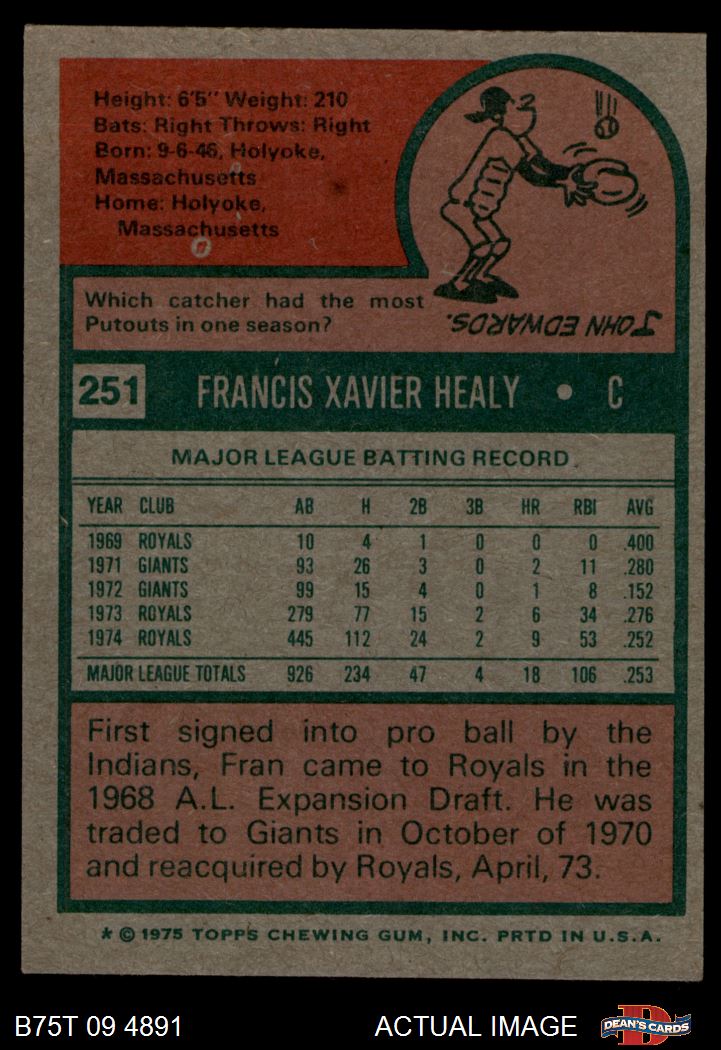 Height: 6'5" Weight: 210
Bats: Right Throws: Right
Born: 9-6-46, Holyoke,
Massachusetts
Home: Holyoke,
Massachusetts
Which catcher had the most
Putouts in one season?
JOHN EDWARDS.
251 FRANCIS XAVIER HEALY • C
MAJOR LEAGUE BATTING RECORD
YEAR CLUB AB H 2B 3B HR RBI AVG
1969 ROYALS 10 4 1 0 0 0 .400
1971 GIANTS 93 26 3 0 2 11 .280
1972 GIANTS 99 15 4 0 1 8 .152
1973 ROYALS 279 77 15 2 6 34 .276
1974 ROYALS 445 112 24 2 9 53 .252
MAJOR LEAGUE TOTALS 926 234 47 4 18 106 .253
First signed into pro ball by the
Indians, Fran came to Royals in the
1968 A.L. Expansion Draft. He was
traded to Giants in October of 1970
and reacquired by Royals, April, 73.
* © 1975 TOPPS CHEWING GUM, INC. PRTD IN U.S.A.
B75T 09 4891 ACTUAL IMAGE D DEAN'S CARDS